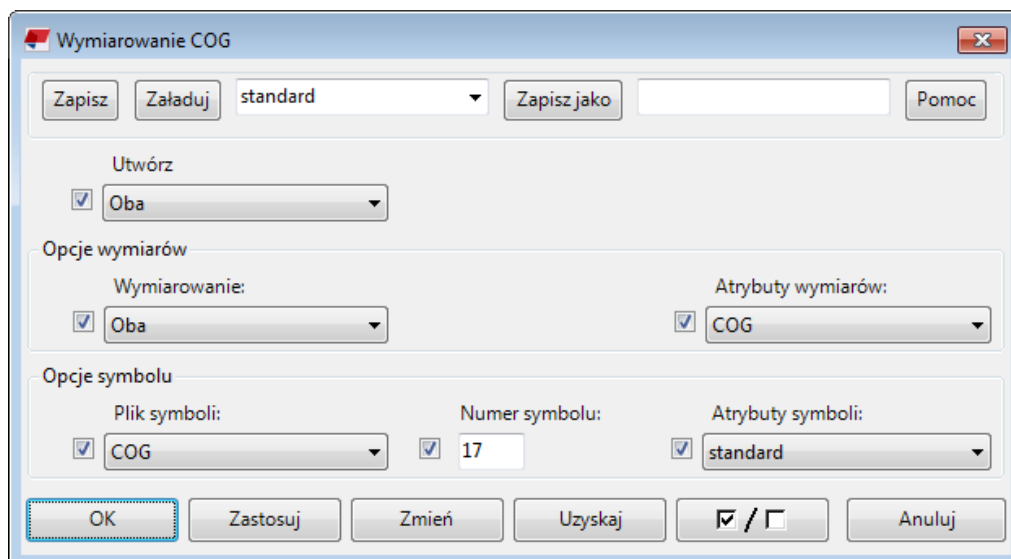 Wymiarowanie COG
Zapisz Załaduj standard Zapisz jako Pomoc
Utwórz
Oba
Opcje wymiarów
Wymiarowanie: Atrybuty wymiarów:
Oba COG
Opcje symbolu
Plik symboli: Numer symbolu: Atrybuty symboli:
COG 17 standard
OK Zastosuj Zmień Uzyskaj / Anuluj